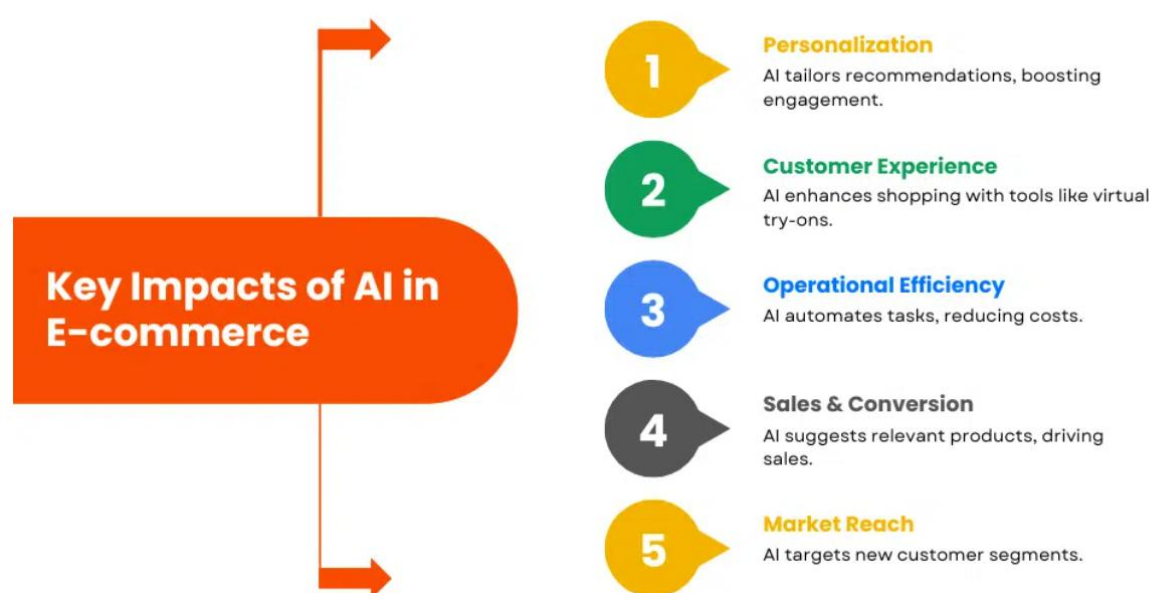 Key Impacts of AI in
E-commerce
1
Personalization
AI tailors recommendations, boosting
engagement.
2
Customer Experience
AI enhances shopping with tools like virtual
try-ons.
3
Operational Efficiency
AI automates tasks, reducing costs.
4
Sales & Conversion
AI suggests relevant products, driving
sales.
5
Market Reach
AI targets new customer segments.